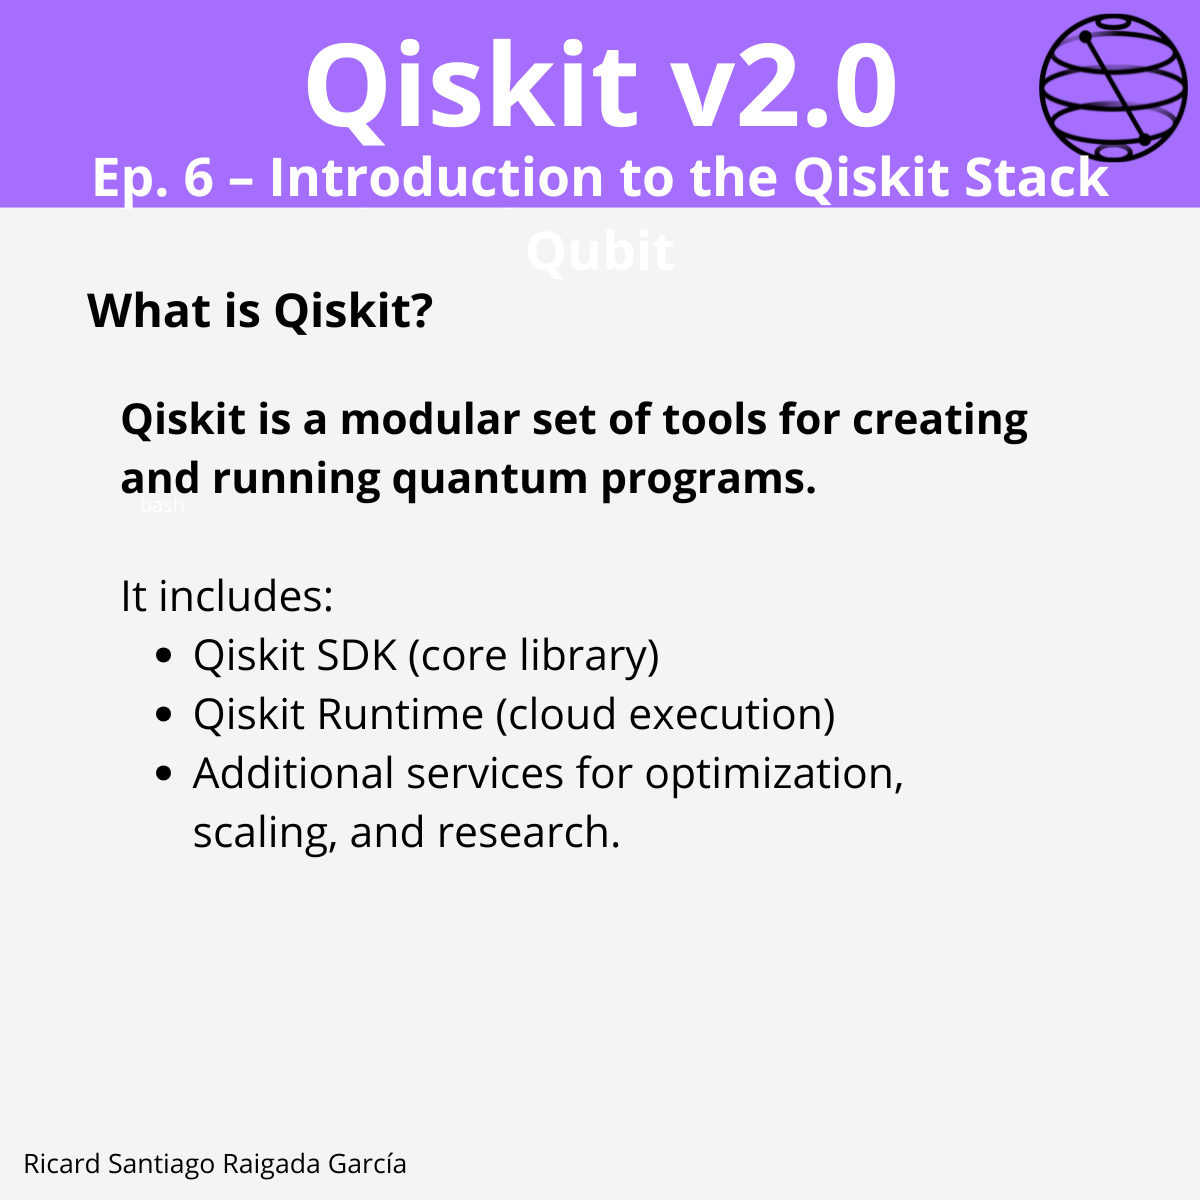 Qiskit v2.0
Ep. 6 – Introduction to the Qiskit Stack
Qubit
What is Qiskit?
Qiskit is a modular set of tools for creating
and running quantum programs.
bash
It includes:
• Qiskit SDK (core library)
• Qiskit Runtime (cloud execution)
• Additional services for optimization,
scaling, and research.
Ricard Santiago Raigada García